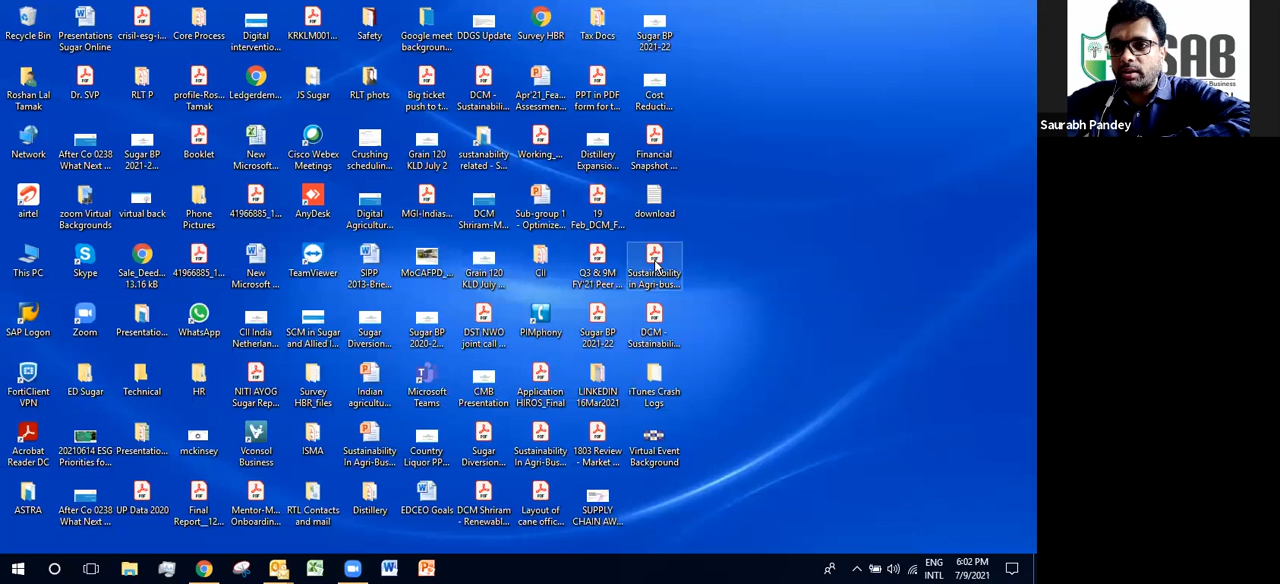 Recycle Bin
Presentations
Sugar Online
crisil-esg-i...
Core Process
Digital
interventio...
KRKLM001...
Safety
Google meet
backgroun...
DDGS Update
Survey HBR
Tax Docs
Sugar BP
2021-22
Roshan Lal
Tamak
Dr. SVP
RLT P
profile-Ros...
Tamak
Ledgerdem...
JS Sugar
RLT phots
Big ticket
push to t...
DCM -
Sustainabili...
Apr'21_Fea...
Assessmen...
PPT in PDF
form for t...
Cost
Reducti...
Network
After Co 0238
What Next ...
Sugar BP
2021-2...
Booklet
New
Microsoft...
Cisco Webex
Meetings
Crushing
schedulin...
Grain 120
KLD July 2
sustanability
related - S...
Working_...
Distillery
Expansio...
Financial
Snapshot ...
airtel
zoom Virtual
Backgrounds
virtual back
Phone
Pictures
41966885_1...
AnyDesk
Digital
Agricultur...
MGI-Indias...
DCM
Shriram-M...
Sub-group 1
- Optimize...
19
Feb_DCM_F...
download
This PC
Skype
Sale_Deed...
13.16 kB
41966885_1...
New
Microsoft ...
TeamViewer
SIPP
2013-Brie...
MoCAFPD_...
Grain 120
KLD July ...
CII
Q3 & 9M
FY'21 Peer ...
Sustainability
in Agri-bus...
SAP Logon
Zoom
Presentatio...
WhatsApp
CII India
Netherlan...
SCM in Sugar
and Allied I...
Sugar
Diversion...
Sugar BP
2020-2...
DST NWO
joint call ...
PIMphony
Sugar BP
2021-22
DCM -
Sustainabili...
FortiClient
VPN
ED Sugar
Technical
HR
NITI AYOG
Sugar Rep...
Survey
HBR_files
Indian
agricultu...
Microsoft
Teams
CMB
Presentation
Application
HIROS_Final
LINKEDIN
16Mar2021
iTunes Crash
Logs
Acrobat
Reader DC
20210614 ESG
Priorities fo...
Presentatio...
mckinsey
Vconsol
Business
ISMA
Sustainability
In Agri-Bus...
Country
Liquor PP...
Sugar
Diversion...
Sustainability
In Agri-Bus...
1803 Review
- Market ...
Virtual Event
Background
ASTRA
After Co 0238
What Next ...
UP Data 2020
Final
Report__12...
Mentor-M...
Onboardin...
RTL Contacts
and mail
Distillery
EDCEO Goals
DCM Shriram
- Renewabl...
Layout of
cane offic...
SUPPLY
CHAIN AW...
SAB
Business
Saurabh Pandey
ENG
INTL
6:02 PM
7/9/2021